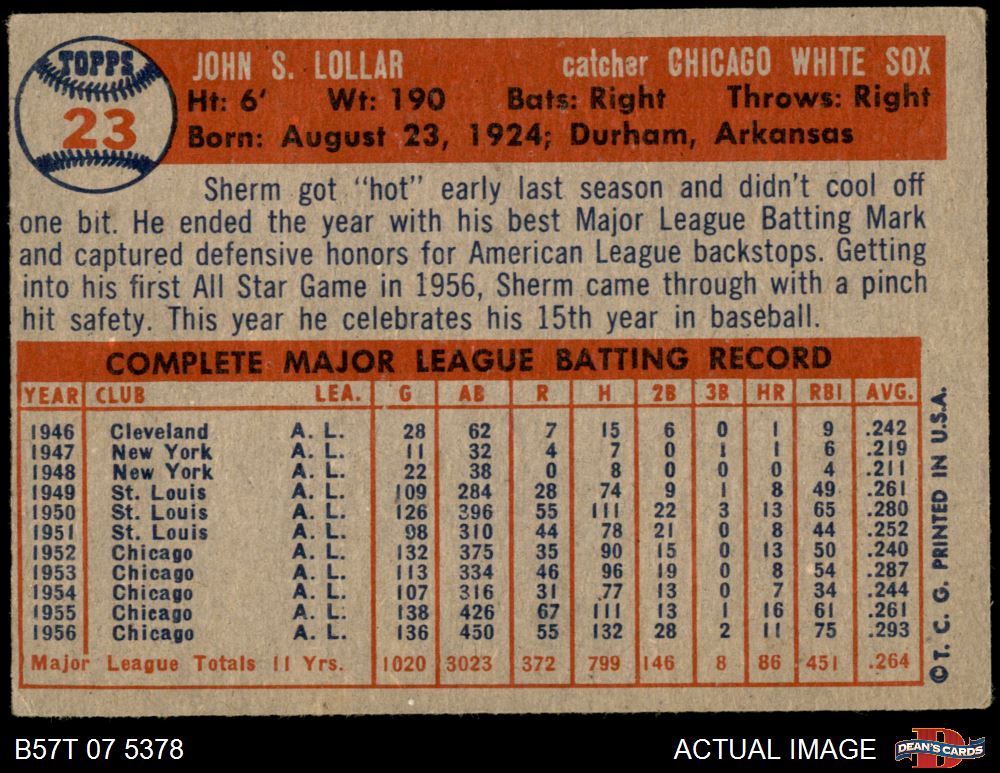 TOPPS
23
JOHN S. LOLLAR catcher CHICAGO WHITE SOX
Ht: 6' Wt: 190 Bats: Right Throws: Right
Born: August 23, 1924; Durham, Arkansas
Sherm got "hot" early last season and didn't cool off
one bit. He ended the year with his best Major League Batting Mark
and captured defensive honors for American League backstops. Getting
into his first All Star Game in 1956, Sherm came through with a pinch
hit safety. This year he celebrates his 15th year in baseball.
COMPLETE MAJOR LEAGUE BATTING RECORD
YEAR CLUB LEA. G AB R H 2B 3B HR RBI AVG.
1946 Cleveland A. L. 28 62 7 15 6 0 1 9 .242
1947 New York A. L. 11 32 4 7 0 1 1 6 .219
1948 New York A. L. 22 38 0 8 0 0 0 4 .211
1949 St. Louis A. L. 109 284 28 74 9 1 8 49 .261
1950 St. Louis A. L. 126 396 55 111 22 3 13 65 .280
1951 St. Louis A. L. 98 310 44 78 21 0 8 44 .252
1952 Chicago A. L. 132 375 35 90 15 0 13 50 .240
1953 Chicago A. L. 113 334 46 96 19 0 8 54 .287
1954 Chicago A. L. 107 316 31 77 13 0 7 34 .244
1955 Chicago A. L. 138 426 67 111 13 1 16 61 .261
1956 Chicago A. L. 136 450 55 132 28 2 11 75 .293
Major League Totals 11 Yrs. 1020 3023 372 799 146 8 86 451 .264
©T. C. G. PRINTED IN U.S.A.
B57T 07 5378 ACTUAL IMAGE
D
DEAN'S CARDS